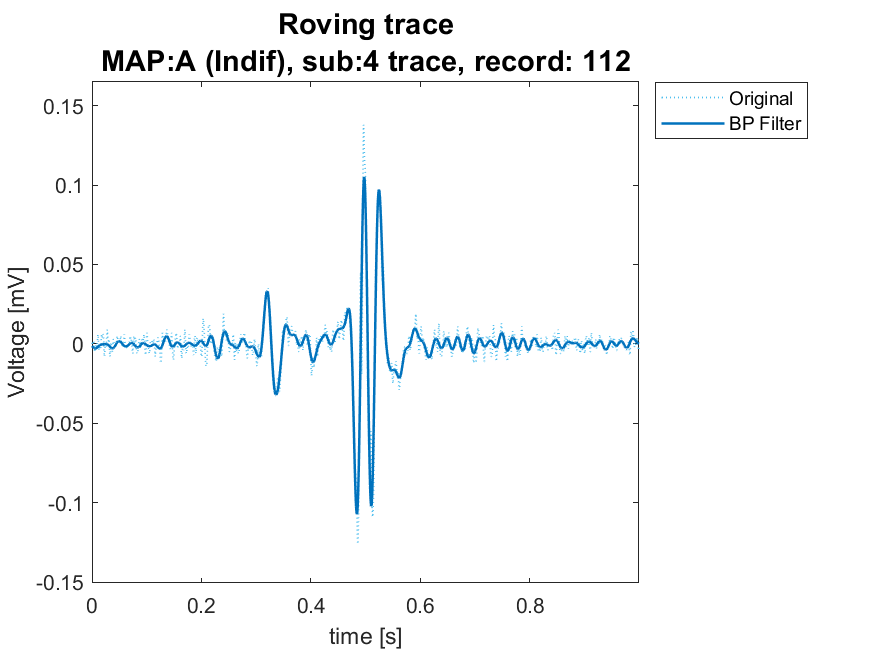 Roving trace
MAP:A (Indif), sub:4 trace, record: 112
Original
BP Filter
0.15
0.1
0.05
0
-0.05
-0.1
-0.15
Voltage [mV]
0 0.2 0.4 0.6 0.8
time [s]